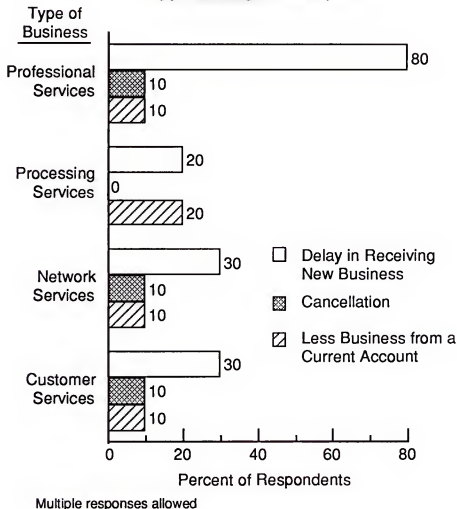 Type of
Business
80
Professional
Services
10
10
20
Processing
Services
0
20
30
Network
Services
10
10
Delay in Receiving
New Business
Cancellation
Less Business from a
Current Account
30
Customer
Services
10
10
0 20 40 60 80
Percent of Respondents
Multiple responses allowed